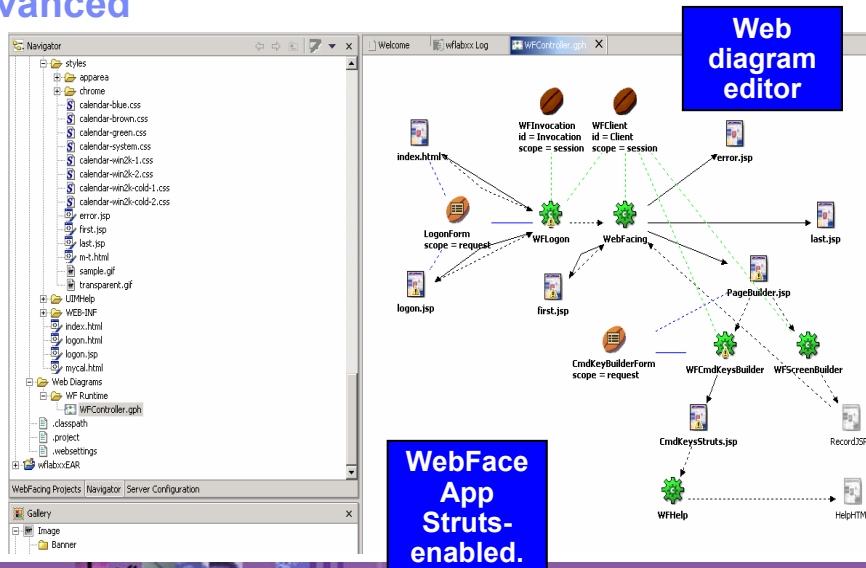 vanced
Web
diagram
editor
Navigator
Welcome
wflabxx Log
WFController.gph
styles
apparea
chrome
calendar-blue.css
calendar-brown.css
calendar-green.css
calendar-system.css
calendar-win2k-1.css
calendar-win2k-2.css
calendar-win2k-cold-1.css
calendar-win2k-cold-2.css
error.jsp
first.jsp
last.jsp
m-t.html
sample.gif
transparent.gif
UIMHelp
WEB-INF
index.html
logon.html
logon.jsp
mycal.html
Web Diagrams
WF Runtime
WFController.gph
.classpath
.project
.websettings
wflabxxEAR
WebFacing Projects
Navigator
Server Configuration
Gallery
Image
Banner
WFInvocation
id = Invocation
scope = session
WFClient
id = Client
scope = session
index.html
error.jsp
LogonForm
scope = request
WFLogon
WebFacing
last.jsp
logon.jsp
first.jsp
PageBuilder.jsp
CmdKeyBuilderForm
scope = request
WFCmdKeysBuilder
WFScreenBuilder
CmdKeysStruts.jsp
RecordJSP
WFHelp
HelpHTM
WebFace
App
Struts-
enabled.